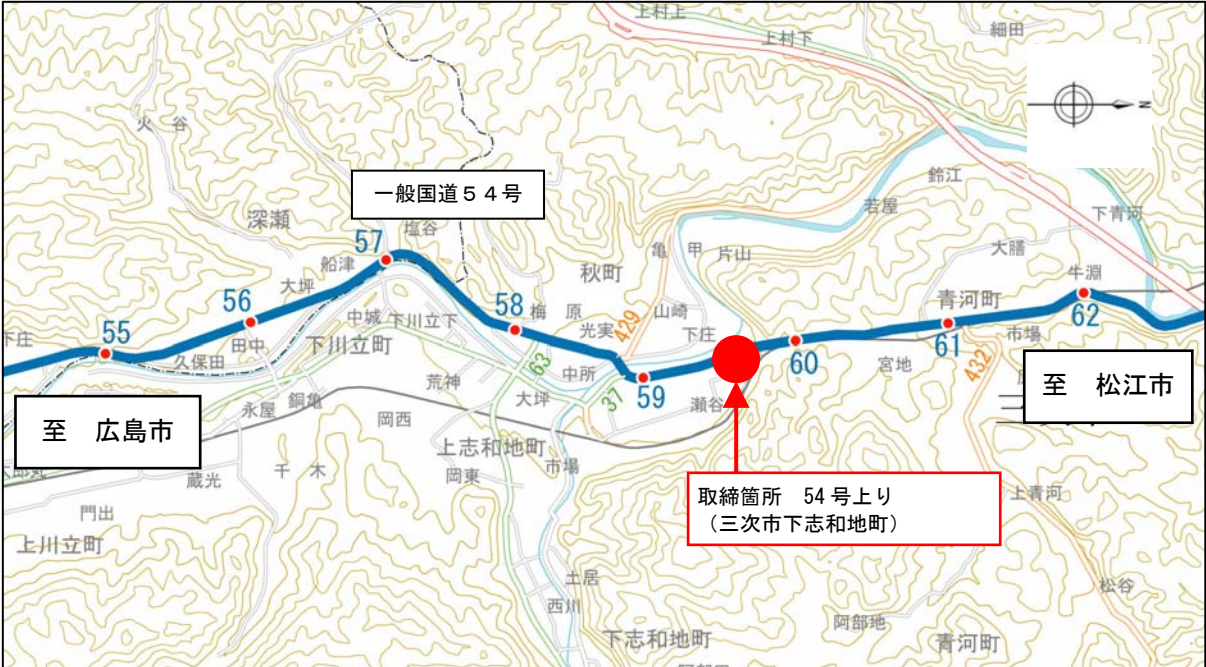 上村上
上村下
細田
N
火谷
一般国道54号
鈴江
若屋
下青河
深瀬
塩谷
船津
57
大坪
56
58
秋町
亀甲
片山
大膳
牛淵
62
青河町
梅原
光実
429
山崎
下庄
下庄
55
久保田
田中
中城
下川立下
下川立町
荒神
63
中所
大坪
37
59
瀬谷
60
宮地
61
432
市場
至 広島市
至 松江市
永屋
銅亀
岡西
上志和地町
岡東
市場
千木
蔵光
門出
上川立町
取締箇所 54号上り
(三次市下志和地町)
上青河
土居
西川
下志和地町
阿部地
青河町
松谷